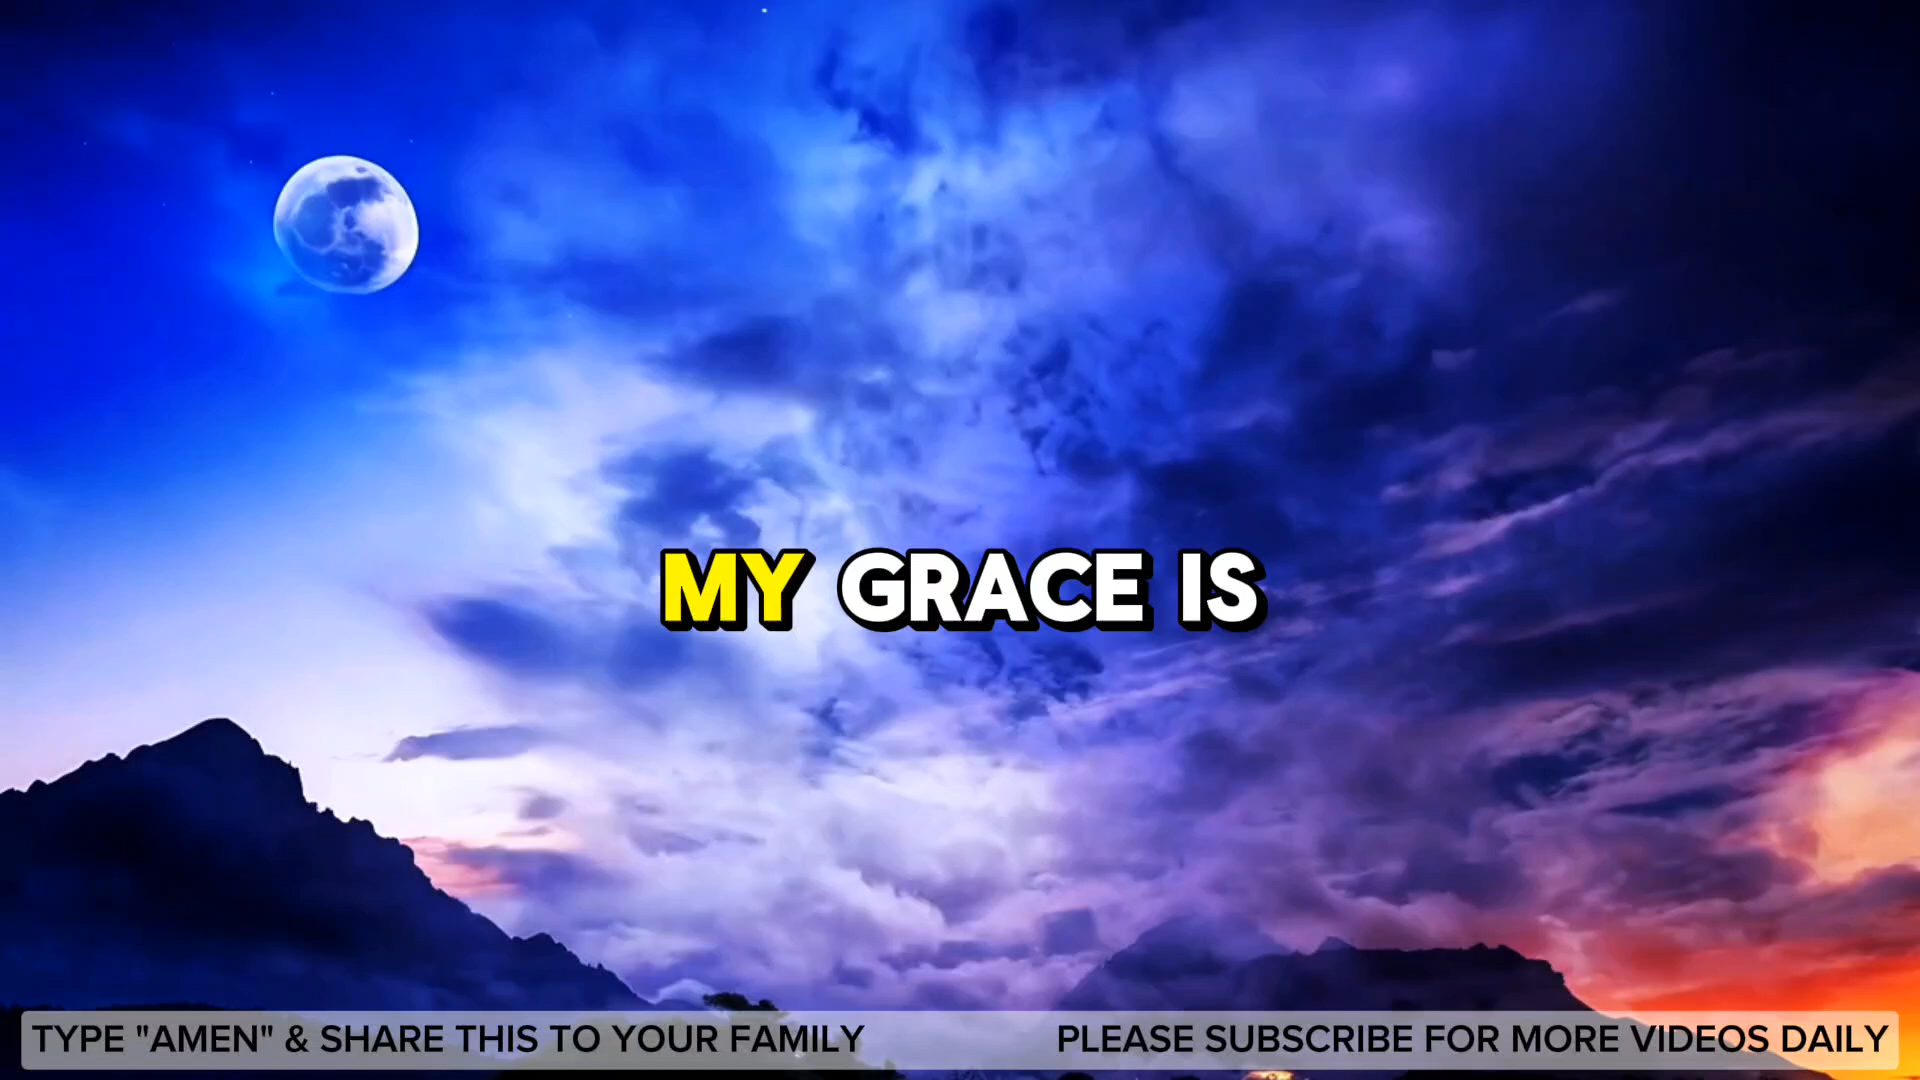 MY GRACE IS
TYPE "AMEN" & SHARE THIS TO YOUR FAMILY
PLEASE SUBSCRIBE FOR MORE VIDEOS DAILY